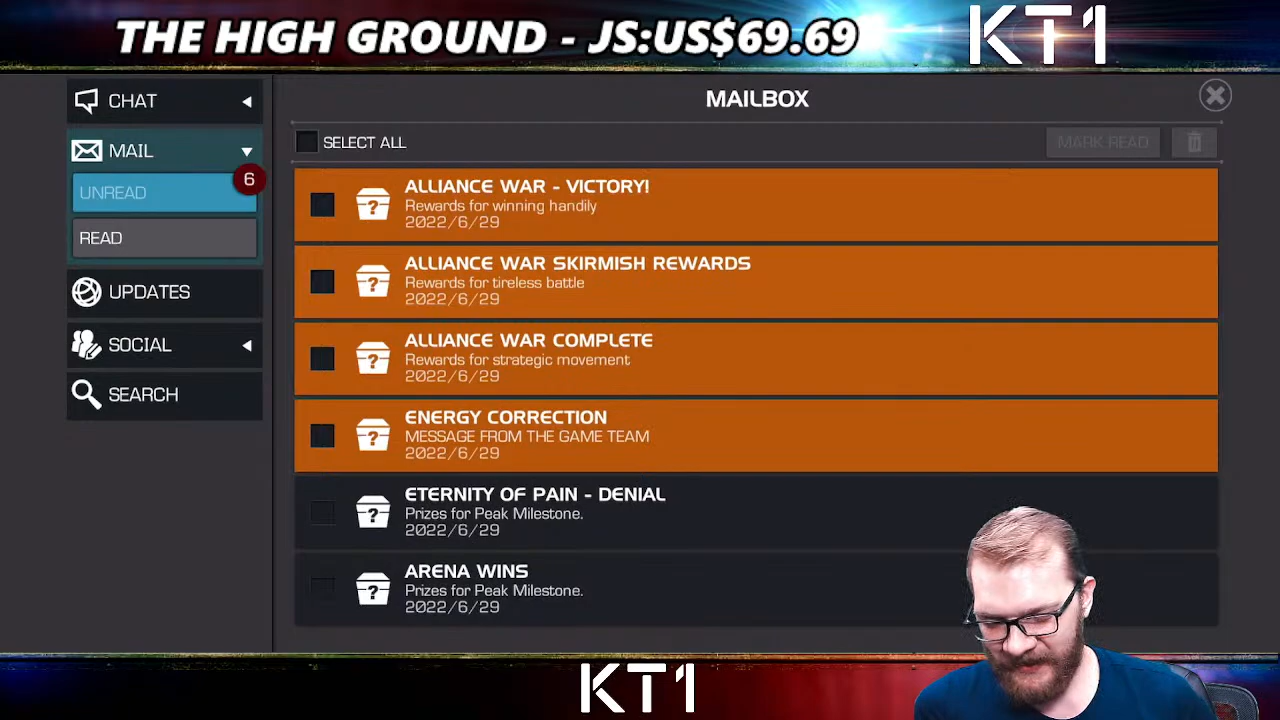 THE HIGH GROUND - JS:US$69.69
KT1
CHAT
MAILBOX
SELECT ALL
MARK READ
MAIL
6
UNREAD
READ
UPDATES
SOCIAL
SEARCH
ALLIANCE WAR - VICTORY!
Rewards for winning handily
2022/6/29
ALLIANCE WAR SKIRMISH REWARDS
Rewards for tireless battle
2022/6/29
ALLIANCE WAR COMPLETE
Rewards for strategic movement
2022/6/29
ENERGY CORRECTION
MESSAGE FROM THE GAME TEAM
2022/6/29
ETERNITY OF PAIN - DENIAL
Prizes for Peak Milestone.
2022/6/29
ARENA WINS
Prizes for Peak Milestone.
2022/6/29
KT1